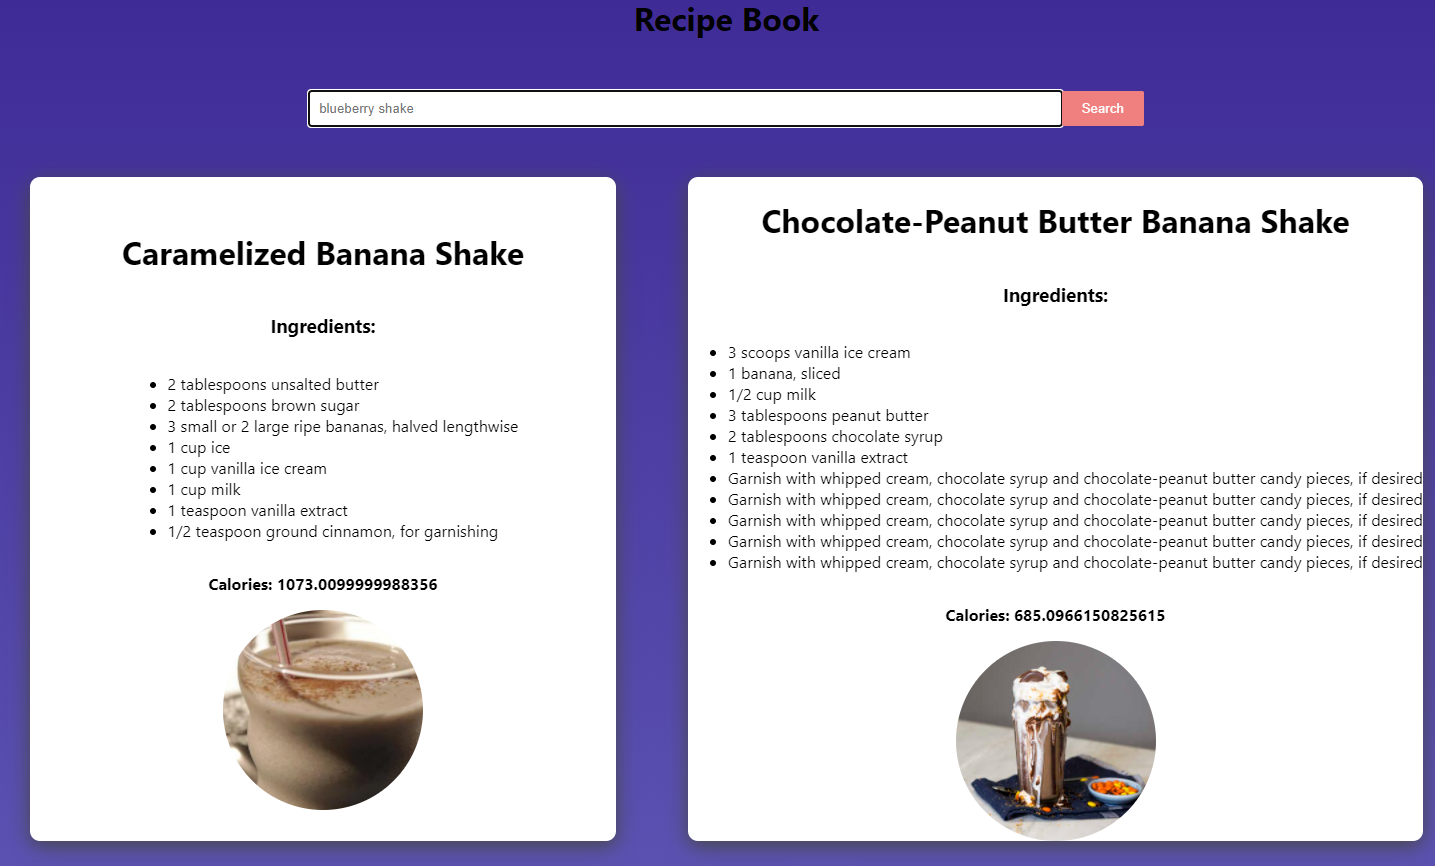 Recipe Book
blueberry shake
Search
Caramelized Banana Shake
Ingredients:
2 tablespoons unsalted butter
2 tablespoons brown sugar
3 small or 2 large ripe bananas, halved lengthwise
1 cup ice
1 cup vanilla ice cream
1 cup milk
1 teaspoon vanilla extract
1/2 teaspoon ground cinnamon, for garnishing
Calories: 1073.0099999988356
Chocolate-Peanut Butter Banana Shake
Ingredients:
3 scoops vanilla ice cream
1 banana, sliced
1/2 cup milk
3 tablespoons peanut butter
2 tablespoons chocolate syrup
1 teaspoon vanilla extract
Garnish with whipped cream, chocolate syrup and chocolate-peanut butter candy pieces, if desired
Garnish with whipped cream, chocolate syrup and chocolate-peanut butter candy pieces, if desired
Garnish with whipped cream, chocolate syrup and chocolate-peanut butter candy pieces, if desired
Garnish with whipped cream, chocolate syrup and chocolate-peanut butter candy pieces, if desired
Garnish with whipped cream, chocolate syrup and chocolate-peanut butter candy pieces, if desired
Calories: 685.0966150825615